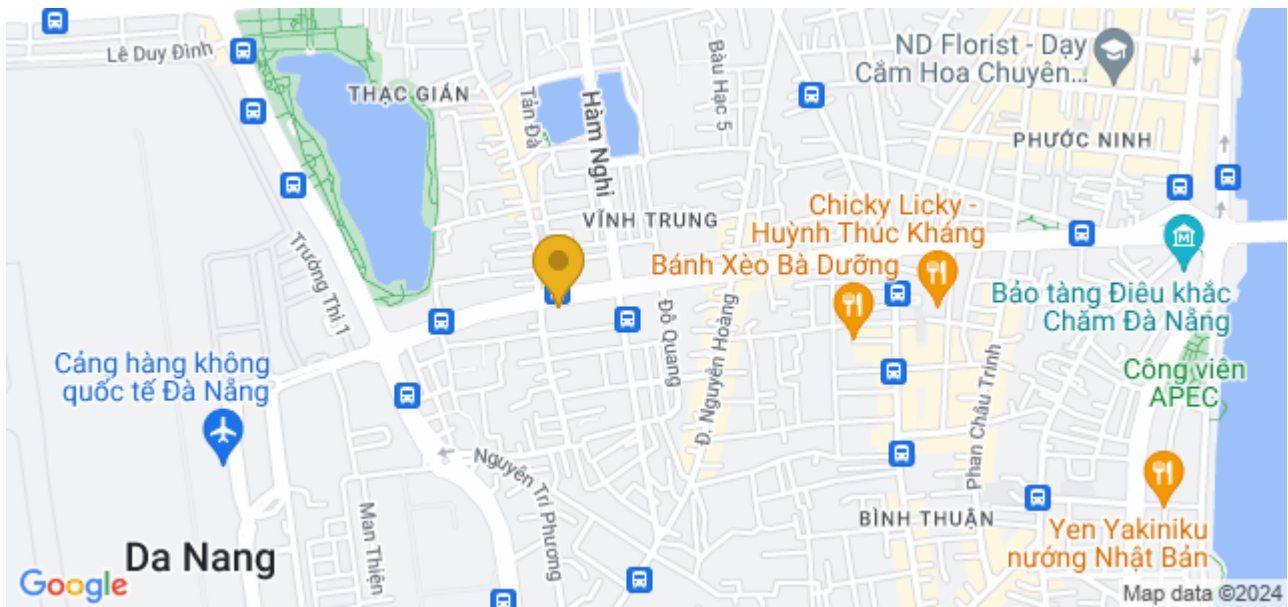 Lê Duy Đình
THẠC GIÁN
Tản Đà
Hàm Nghi
Bàu Hạc 5
ND Florist - Dạy
Cắm Hoa Chuyên...
PHƯỚC NINH
VĨNH TRUNG
Chicky Licky -
Huỳnh Thúc Kháng
Bánh Xèo Bà Dưỡng
M
Bảo tàng Điêu khắc
Chăm Đà Nẵng
Trường Thi 1
Đỗ Quang
Đ. Nguyễn Hoàng
Phan Châu Trinh
Công viên
APEC
Cảng hàng không
quốc tế Đà Nẵng
Nguyễn Tri Phương
Man Thiện
BÌNH THUẬN
Yen Yakiniku
nướng Nhật Bản
Da Nang
Google
Map data ©2024